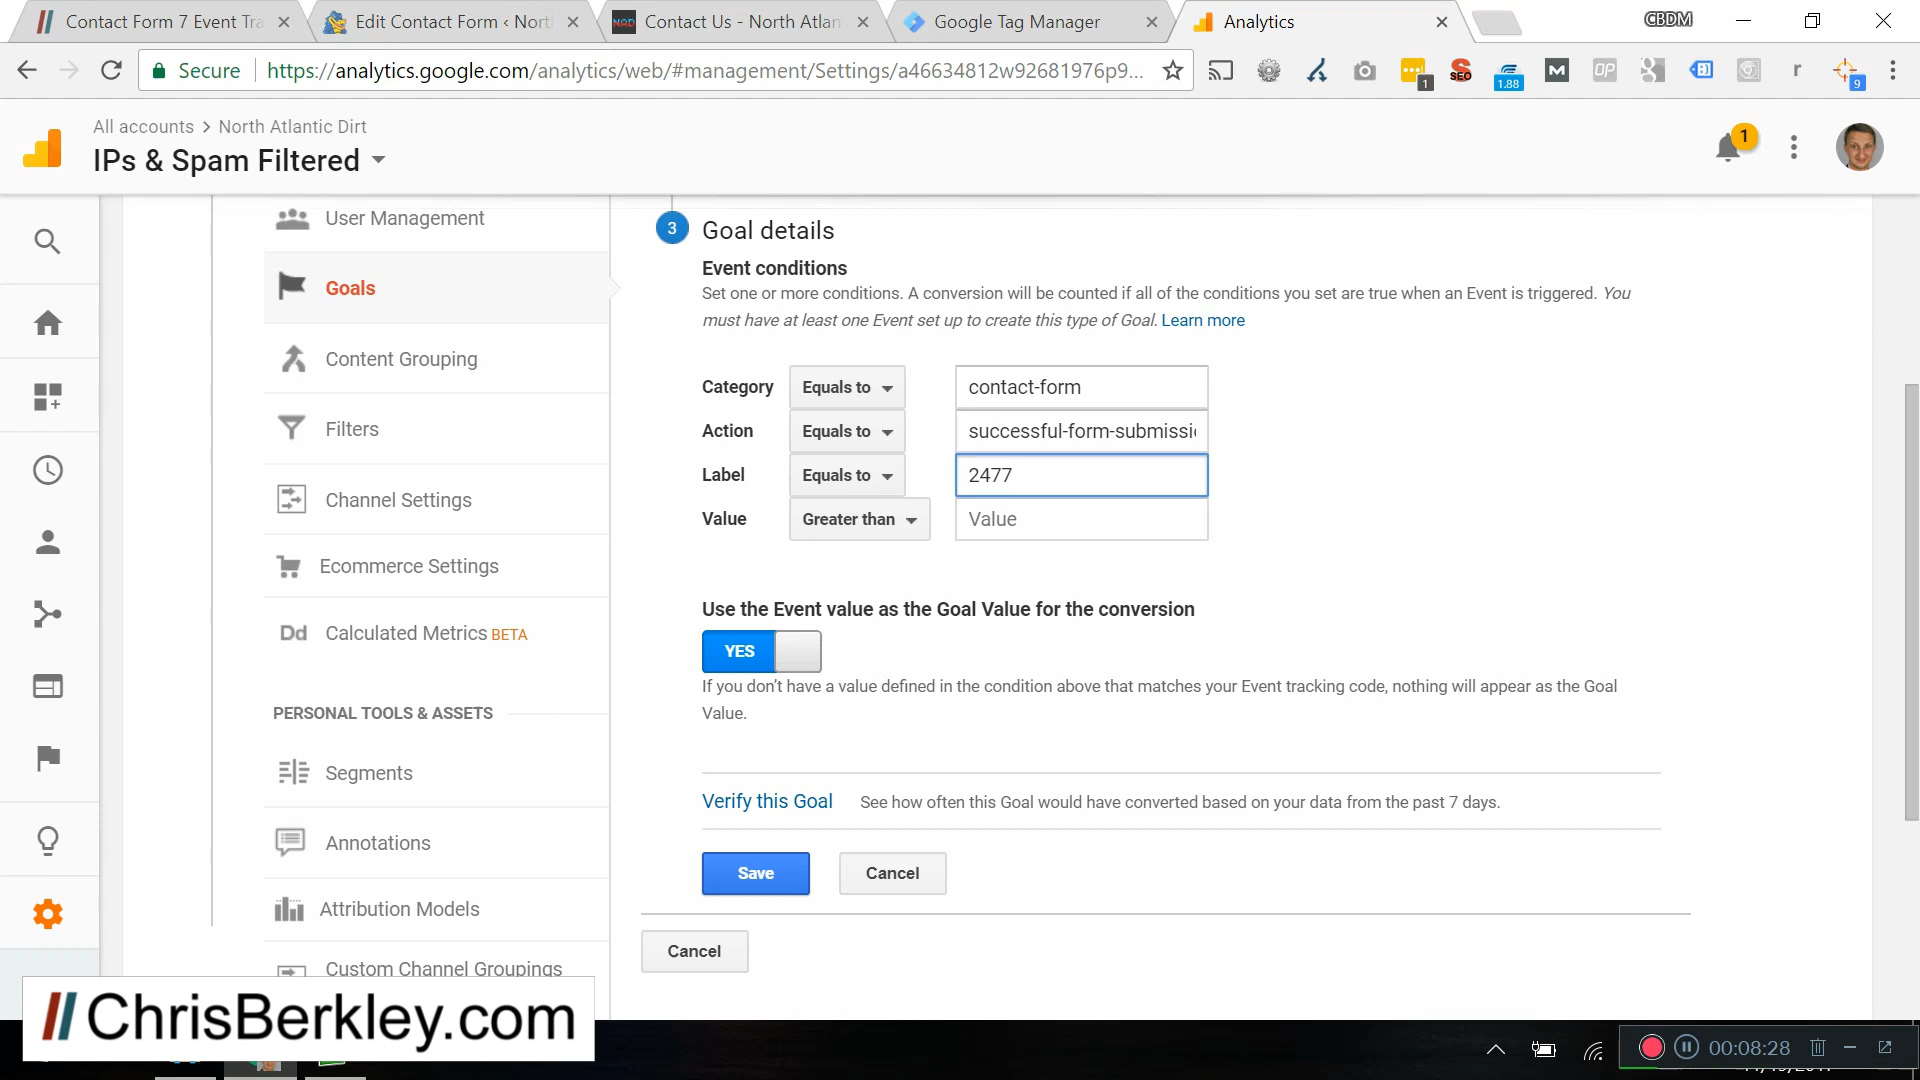 Contact Form 7 Event Tra
Edit Contact Form ‹ Nort
Contact Us - North Atlan
Google Tag Manager
Analytics
CBDM
Secure
https://analytics.google.com/analytics/web/#management/Settings/a46634812w92681976p9...
1
SEO
1.88
M
OP
r
9
All accounts > North Atlantic Dirt
IPs & Spam Filtered
1
User Management
Goals
Content Grouping
Filters
Channel Settings
Ecommerce Settings
Dd Calculated Metrics BETA
PERSONAL TOOLS & ASSETS
Segments
Annotations
Attribution Models
Custom Channel Groupings
3 Goal details
Event conditions
Set one or more conditions. A conversion will be counted if all of the conditions you set are true when an Event is triggered. You
must have at least one Event set up to create this type of Goal. Learn more
Category Equals to contact-form
Action Equals to successful-form-submissi
Label Equals to 2477
Value Greater than Value
Use the Event value as the Goal Value for the conversion
YES
If you don't have a value defined in the condition above that matches your Event tracking code, nothing will appear as the Goal
Value.
Verify this Goal See how often this Goal would have converted based on your data from the past 7 days.
Save Cancel
Cancel
//ChrisBerkley.com
00:08:28